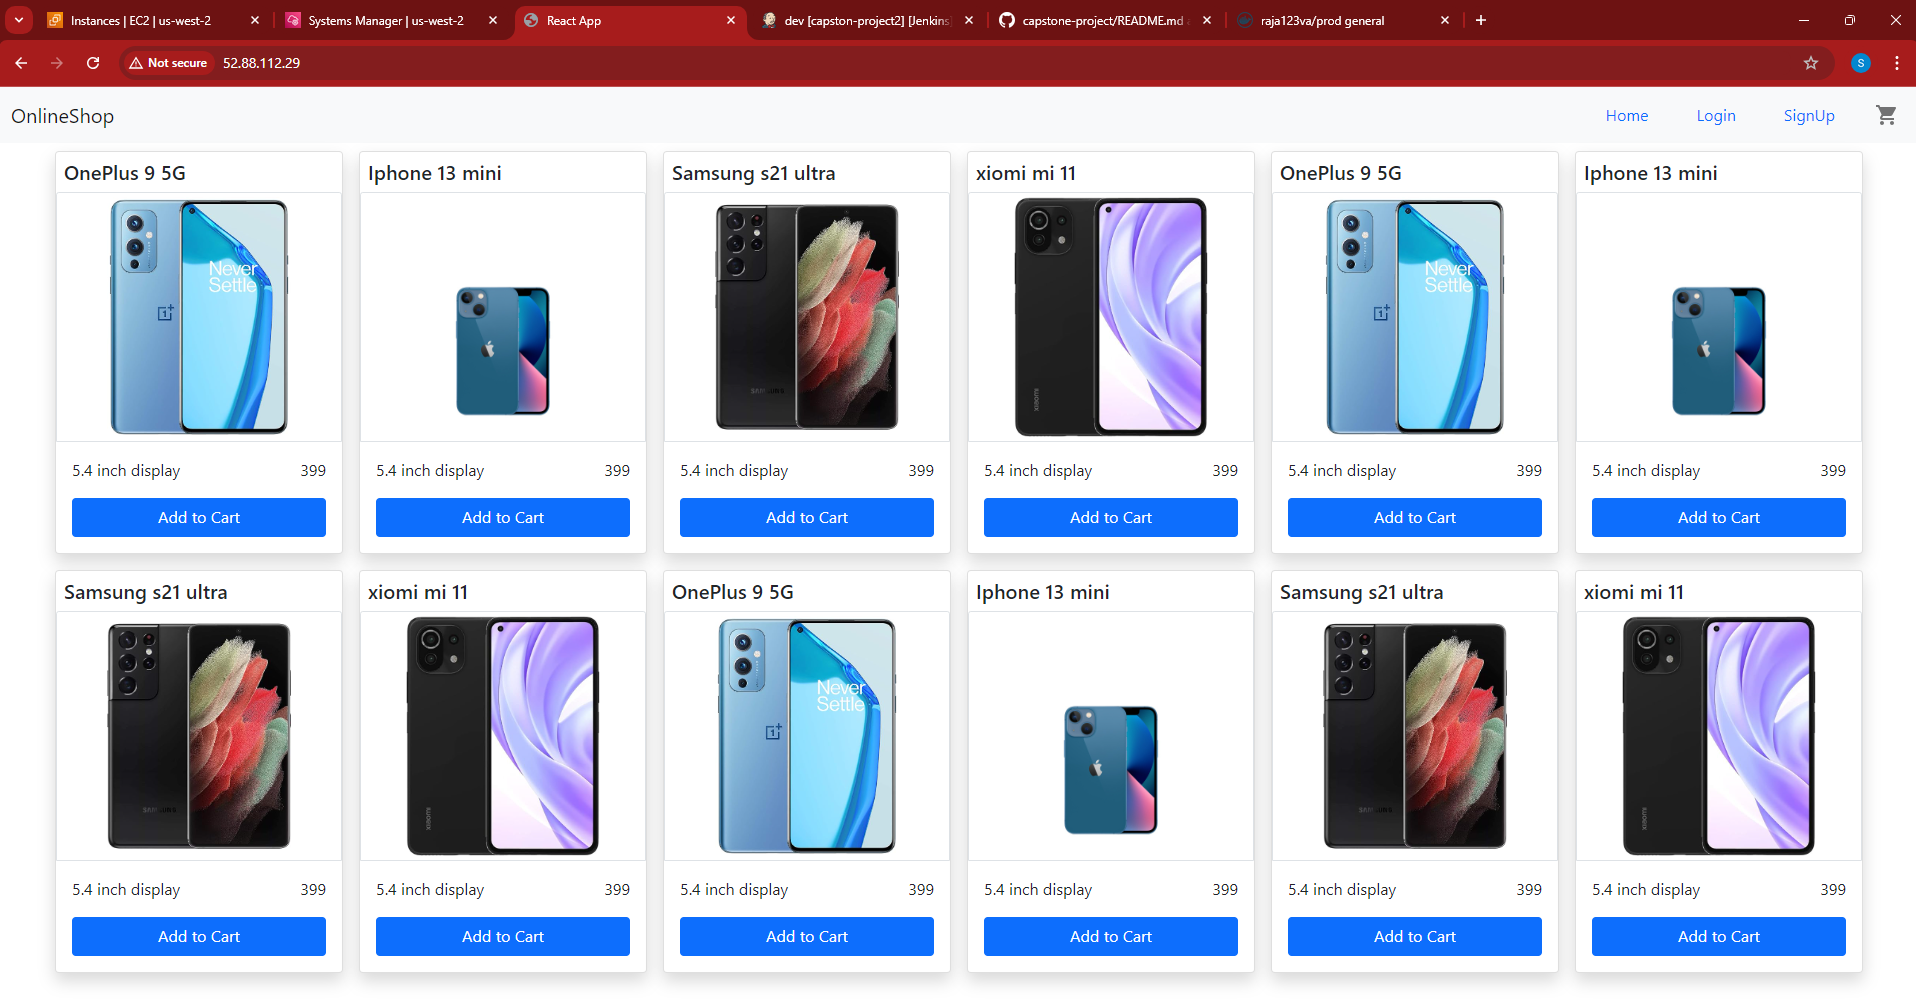 Instances | EC2 | us-west-2
Systems Manager | us-west-2
React App
dev [capston-project2] [Jenkins]
capstone-project/README.md
raja123va/prod general
Not secure
52.88.112.29
S
OnlineShop
Home
Login
SignUp
OnePlus 9 5G
Iphone 13 mini
Samsung s21 ultra
xiomi mi 11
OnePlus 9 5G
Iphone 13 mini
Never
Settle
SAMSUNG
xiaomi
Never
Settle
5.4 inch display 399
5.4 inch display 399
5.4 inch display 399
5.4 inch display 399
5.4 inch display 399
5.4 inch display 399
Add to Cart
Add to Cart
Add to Cart
Add to Cart
Add to Cart
Add to Cart
Samsung s21 ultra
xiomi mi 11
OnePlus 9 5G
Iphone 13 mini
Samsung s21 ultra
xiomi mi 11
SAMSUNG
xiaomi
Never
Settle
SAMSUNG
xiaomi
5.4 inch display 399
5.4 inch display 399
5.4 inch display 399
5.4 inch display 399
5.4 inch display 399
5.4 inch display 399
Add to Cart
Add to Cart
Add to Cart
Add to Cart
Add to Cart
Add to Cart